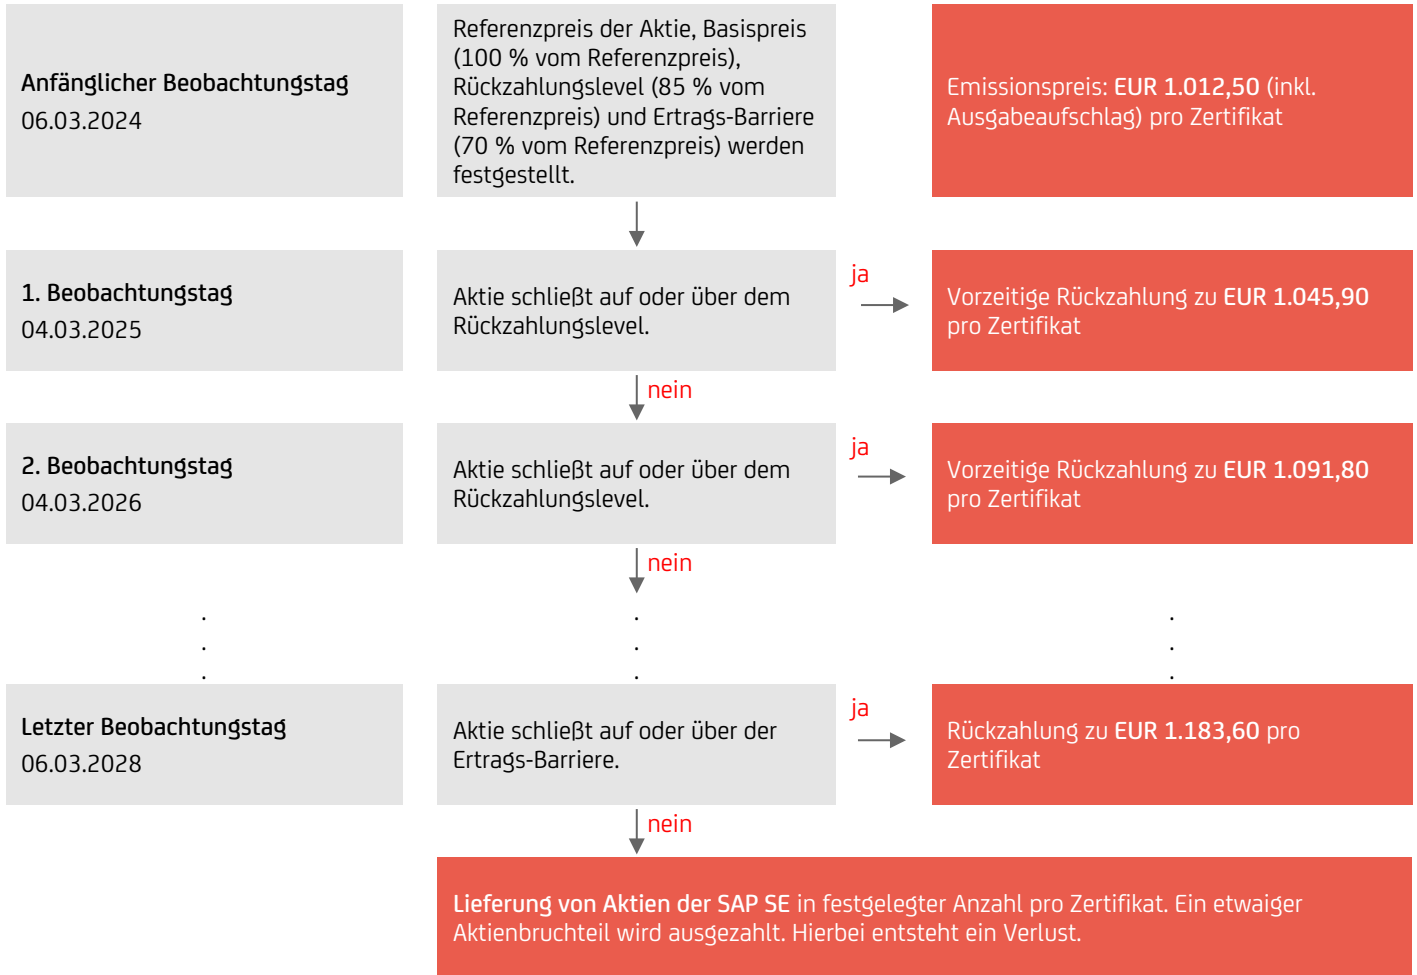 Anfänglicher Beobachtungstag
06.03.2024
Referenzpreis der Aktie, Basispreis
(100 % vom Referenzpreis),
Rückzahlungslevel (85 % vom
Referenzpreis) und Ertrags-Barriere
(70 % vom Referenzpreis) werden
festgestellt.
Emissionspreis: EUR 1.012,50 (inkl.
Ausgabeaufschlag) pro Zertifikat
1. Beobachtungstag
04.03.2025
Aktie schließt auf oder über dem
Rückzahlungslevel.
ja
Vorzeitige Rückzahlung zu EUR 1.045,90
pro Zertifikat
nein
2. Beobachtungstag
04.03.2026
Aktie schließt auf oder über dem
Rückzahlungslevel.
ja
Vorzeitige Rückzahlung zu EUR 1.091,80
pro Zertifikat
nein
. . .
. . .
. . .
Letzter Beobachtungstag
06.03.2028
Aktie schließt auf oder über der
Ertrags-Barriere.
ja
Rückzahlung zu EUR 1.183,60 pro
Zertifikat
nein
Lieferung von Aktien der SAP SE in festgelegter Anzahl pro Zertifikat. Ein etwaiger
Aktienbruchteil wird ausgezahlt. Hierbei entsteht ein Verlust.